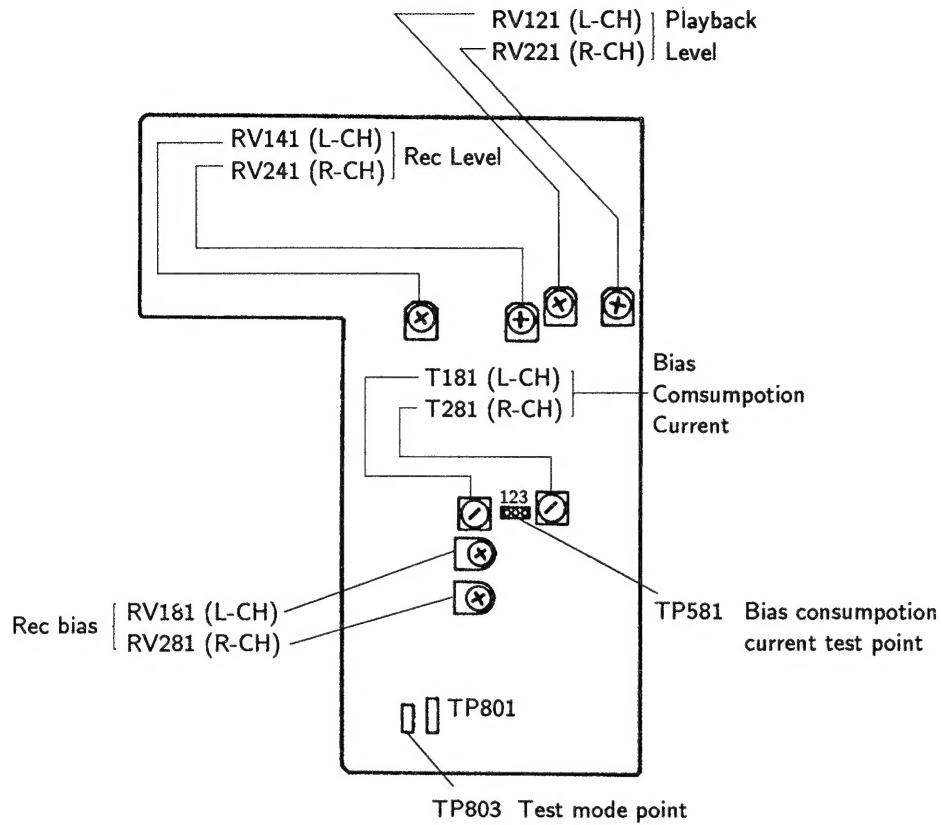 RV121 (L-CH) Playback
RV221 (R-CH) Level
RV141 (L-CH)
RV241 (R-CH)
Rec Level
T181 (L-CH)
T281 (R-CH)
Bias
Comsumpotion
Current
123
RV181 (L-CH)
Rec bias
RV281 (R-CH)
TP581 Bias consumpotion
current test point
TP801
TP803 Test mode point